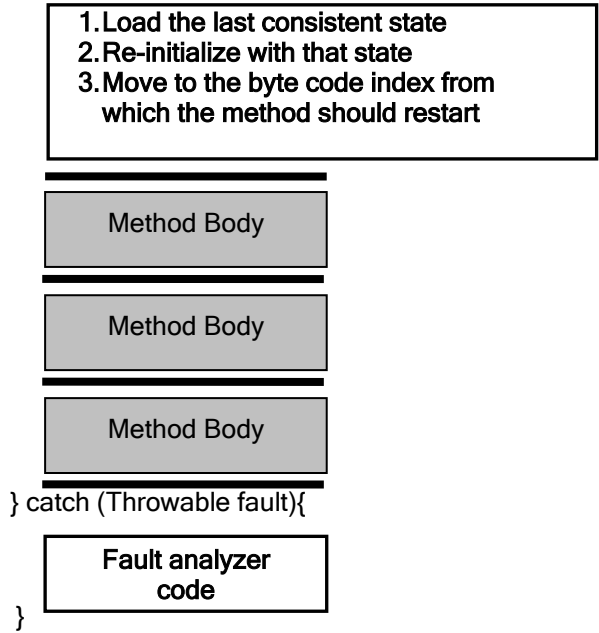 1.Load the last consistent state
2.Re-initialize with that state
3.Move to the byte code index from
which the method should restart
Method Body
Method Body
Method Body
} catch (Throwable fault){
Fault analyzer
code
}